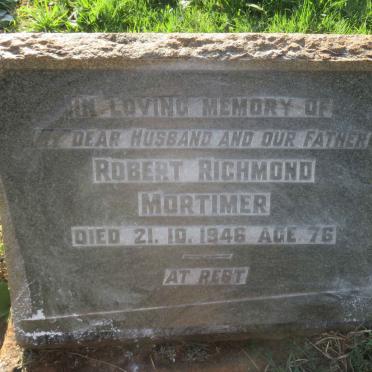 IN LOVING MEMORY OF
MY DEAR HUSBAND AND OUR FATHER
ROBERT RICHMOND
MORTIMER
DIED 21. 10. 1946 AGE 76
AT REST